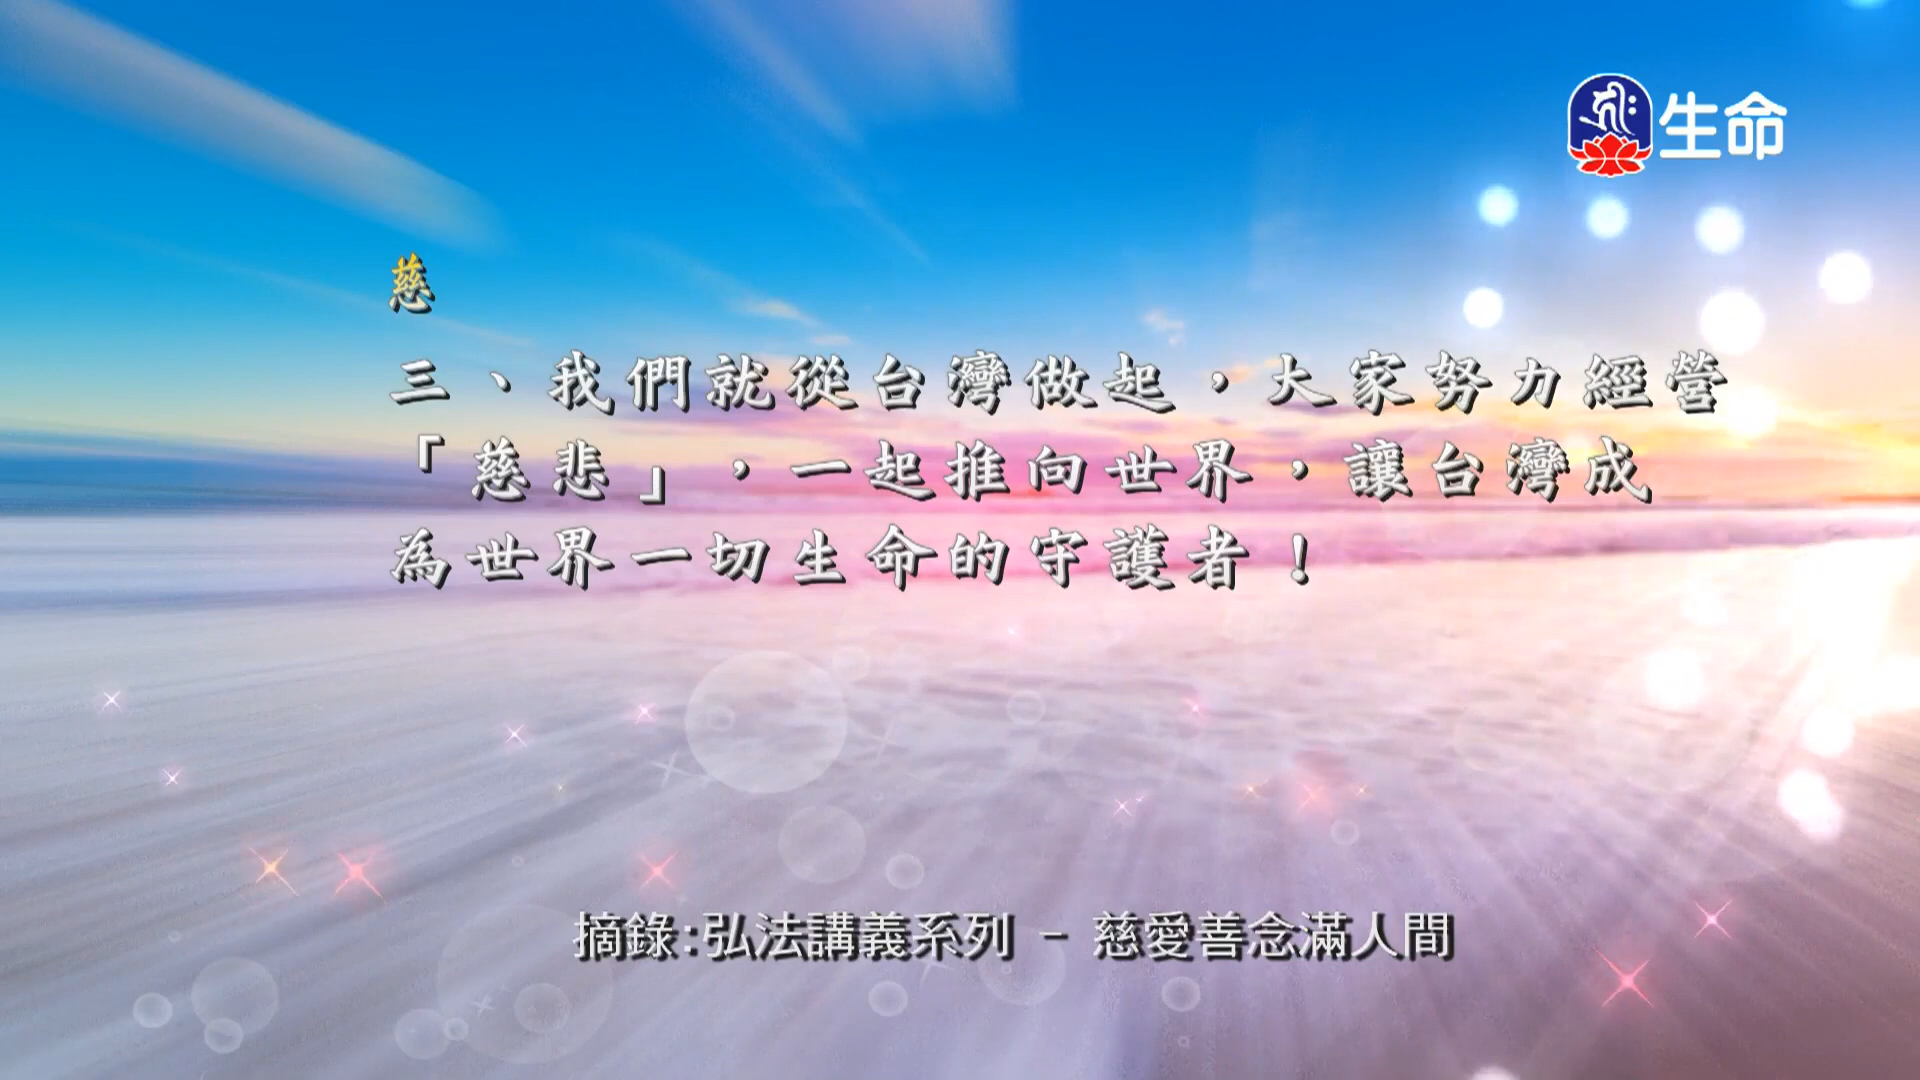 生命
慈
三、我們就從台灣做起，大家努力經營
「慈悲」，一起推向世界，讓台灣成
為世界一切生命的守護者！
摘錄:弘法講義系列 - 慈愛善念滿人間